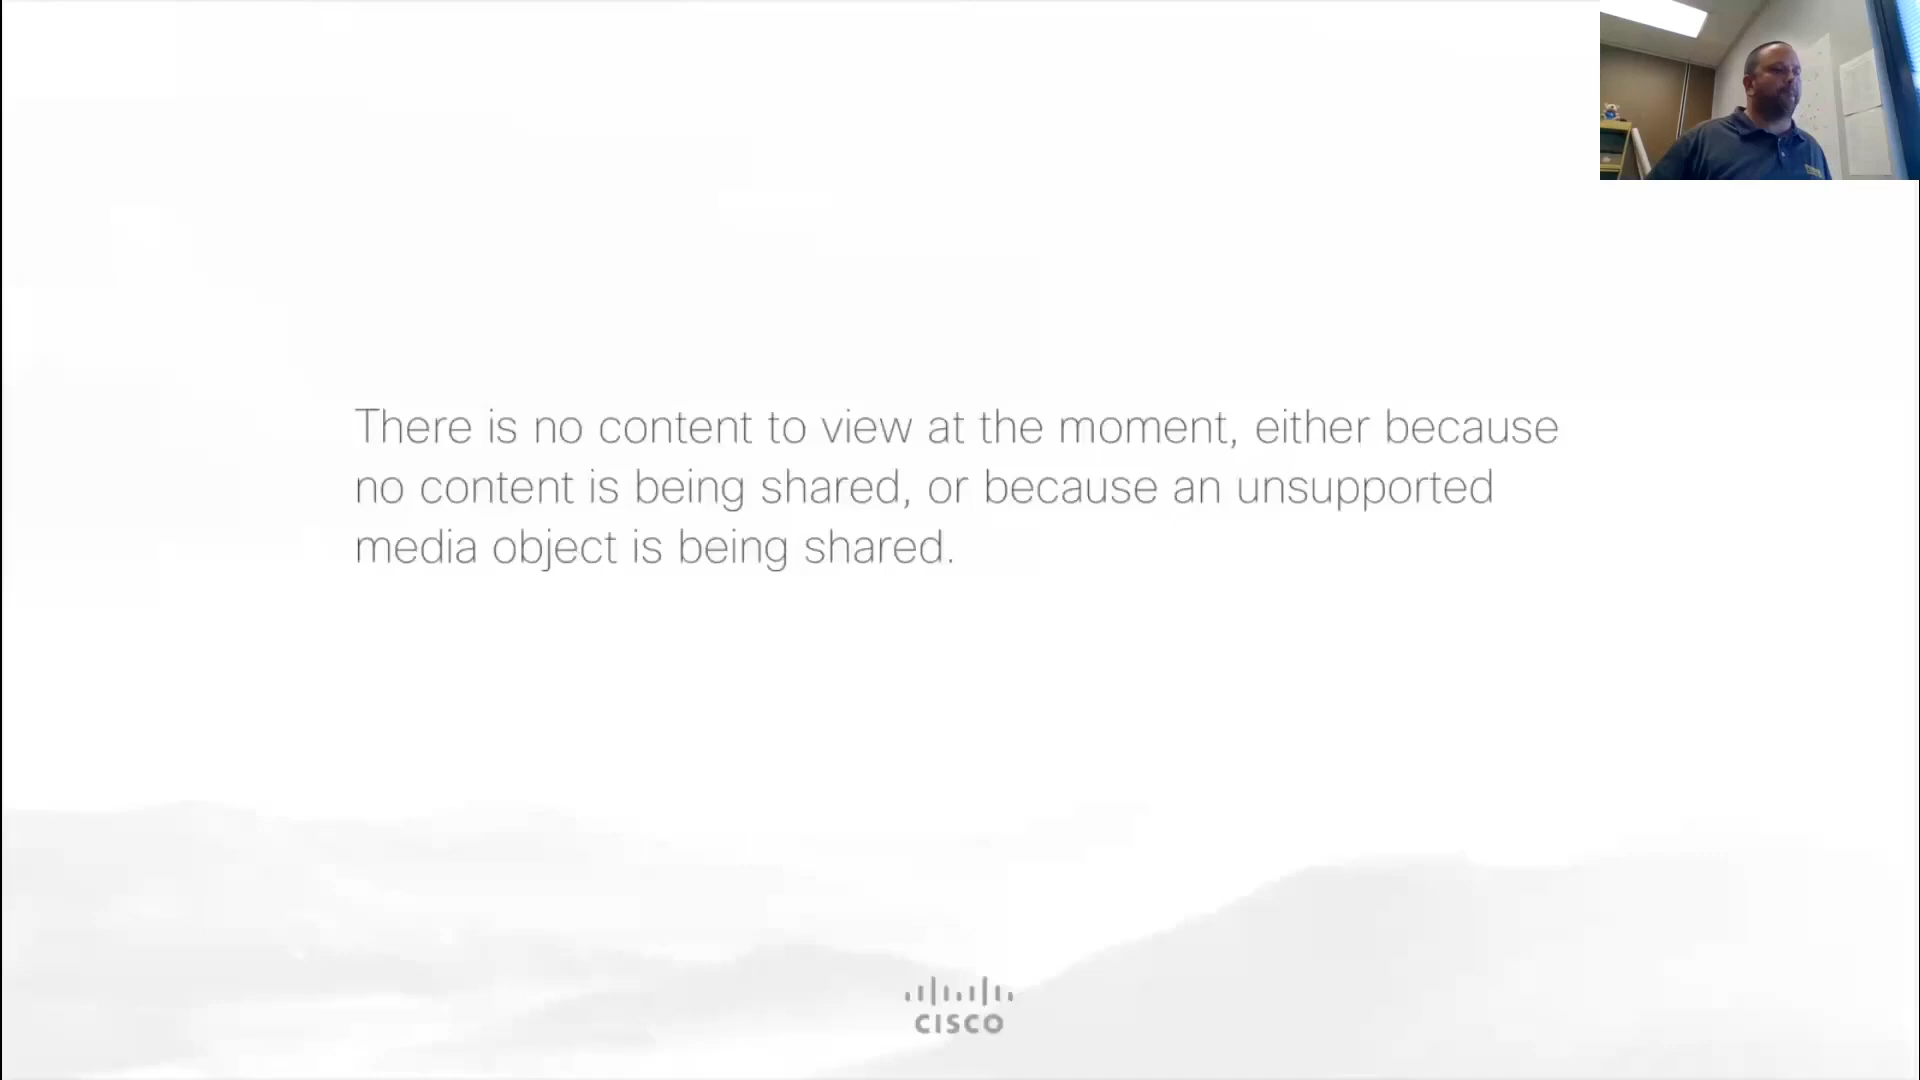 There is no content to view at the moment, either because
no content is being shared, or because an unsupported
media object is being shared.
CISCO